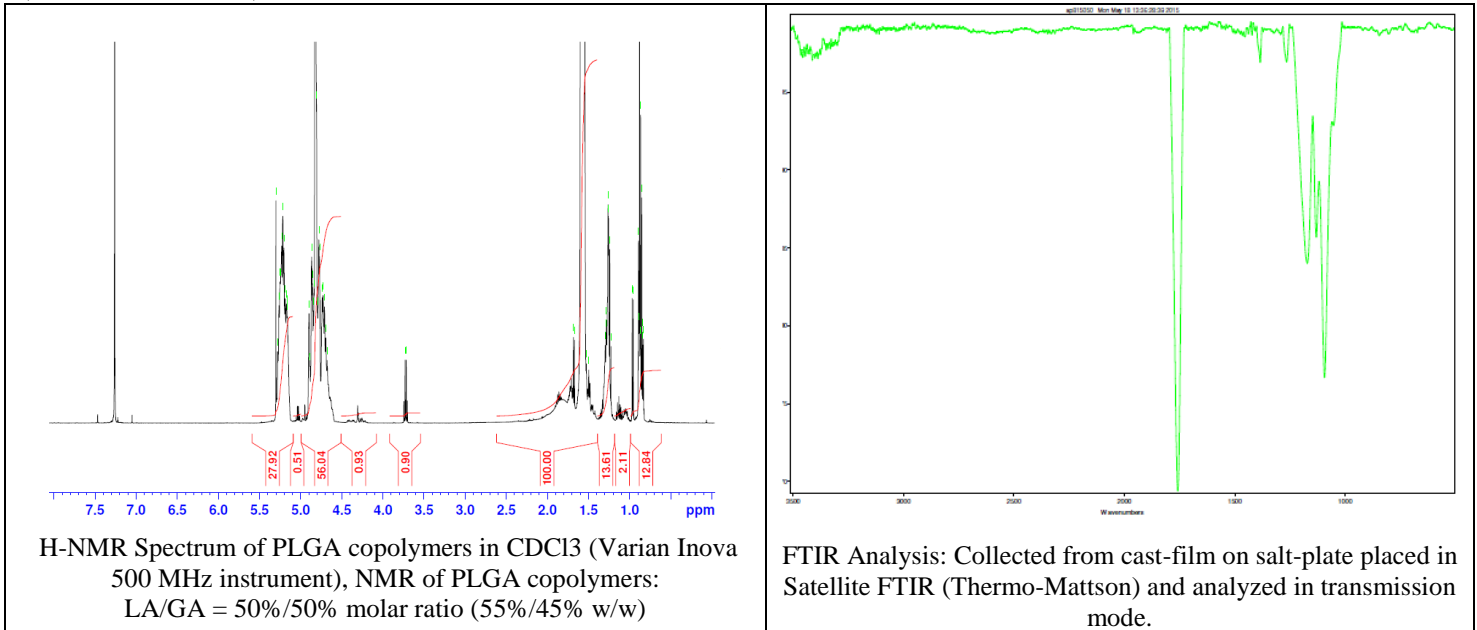 27.92
0.51
56.04
0.93
0.90
100.00
13.61
2.11
12.84
7.5 7.0 6.5 6.0 5.5 5.0 4.5 4.0 3.5 3.0 2.5 2.0 1.5 1.0 ppm
H-NMR Spectrum of PLGA copolymers in CDCl3 (Varian Inova
500 MHz instrument), NMR of PLGA copolymers:
LA/GA = 50%/50% molar ratio (55%/45% w/w)
3500 3000 2500 2000 1500 1000
Wavenumbers
FTIR Analysis: Collected from cast-film on salt-plate placed in
Satellite FTIR (Thermo-Mattson) and analyzed in transmission
mode.